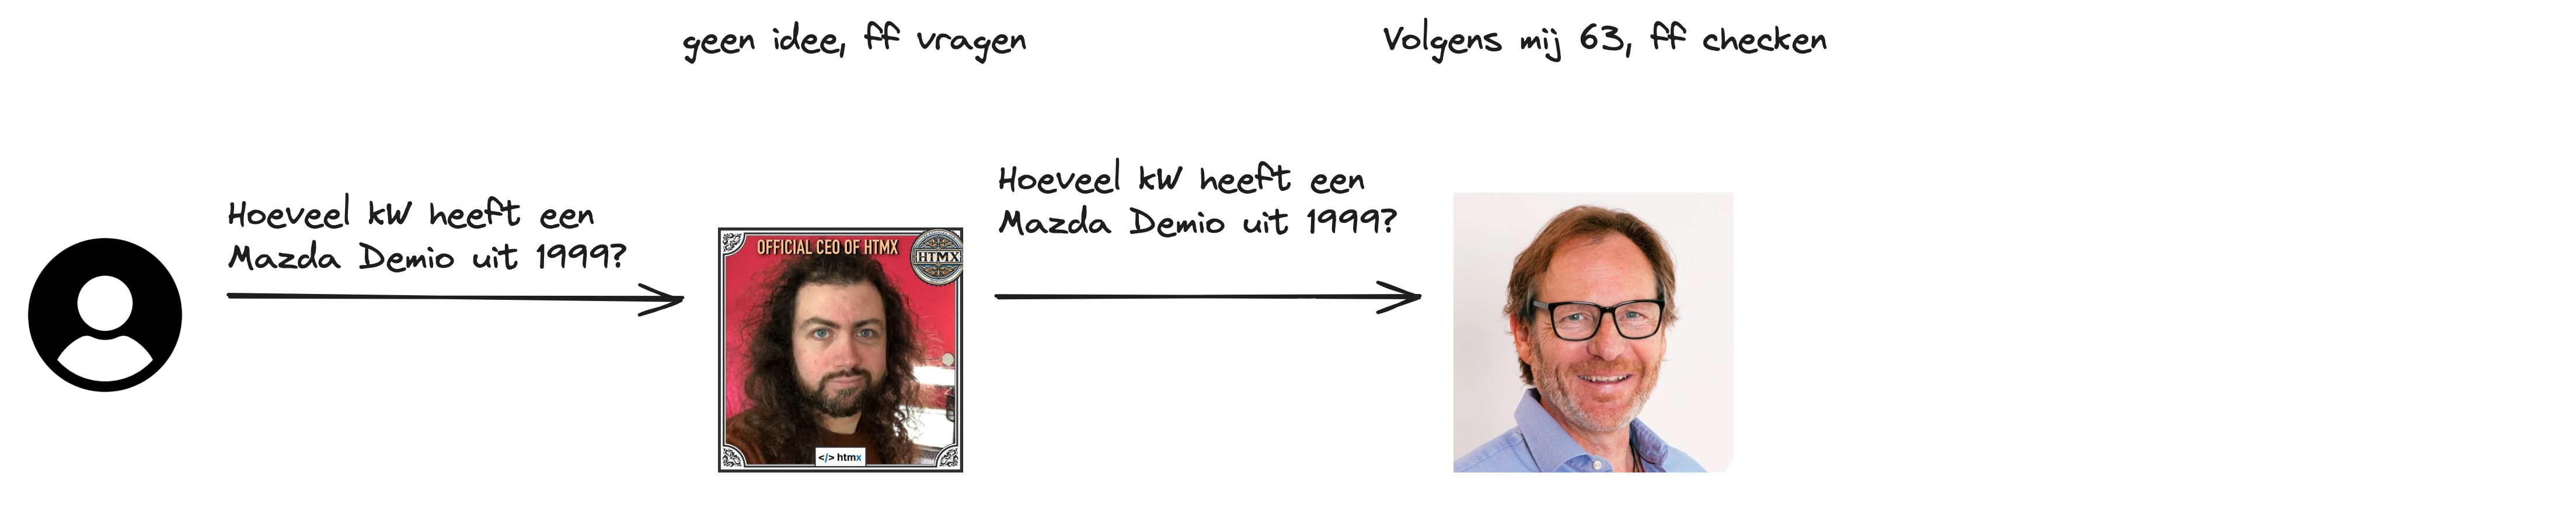 geen idee, ff vragen
Volgens mij 63, ff checken
Hoeveel kW heeft een
Mazda Demio uit 1999?
Hoeveel kW heeft een
Mazda Demio uit 1999?
OFFICIAL CEO OF HTMX
HTMX
</> htmx